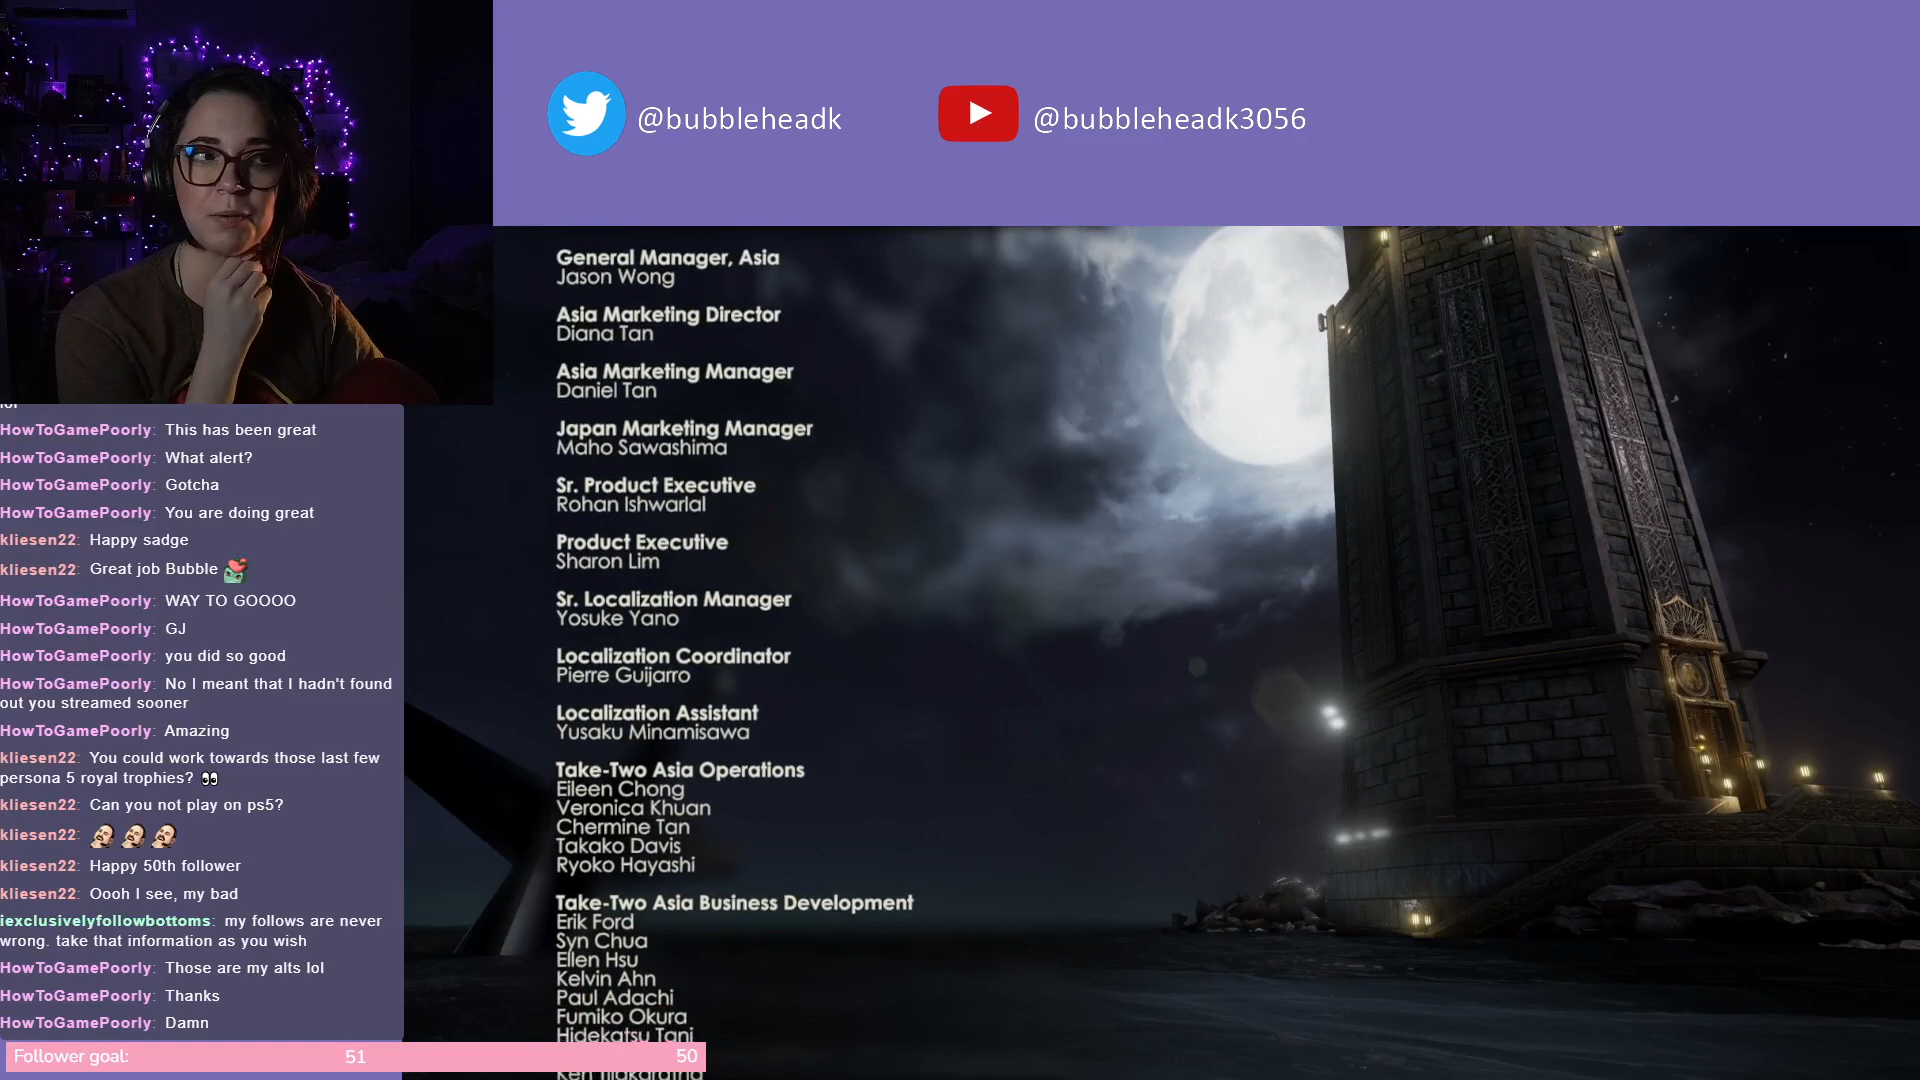 @bubbleheadk
@bubbleheadk3056
General Manager, Asia
Jason Wong
Asia Marketing Director
Diana Tan
Asia Marketing Manager
Daniel Tan
Japan Marketing Manager
Maho Sawashima
Sr. Product Executive
Rohan Ishwarlal
Product Executive
Sharon Lim
Sr. Localization Manager
Yosuke Yano
Localization Coordinator
Pierre Guijarro
Localization Assistant
Yusaku Minamisawa
Take-Two Asia Operations
Eileen Chong
Veronica Khuan
Chermine Tan
Takako Davis
Ryoko Hayashi
Take-Two Asia Business Development
Erik Ford
Syn Chua
Ellen Hsu
Kelvin Ahn
Paul Adachi
Fumiko Okura
Hidekatsu Tani
lol
HowToGamePoorly: This has been great
HowToGamePoorly: What alert?
HowToGamePoorly: Gotcha
HowToGamePoorly: You are doing great
kliesen22: Happy sadge
kliesen22: Great job Bubble
HowToGamePoorly: WAY TO GOOOO
HowToGamePoorly: GJ
HowToGamePoorly: you did so good
HowToGamePoorly: No I meant that I hadn't found
out you streamed sooner
HowToGamePoorly: Amazing
kliesen22: You could work towards those last few
persona 5 royal trophies? 👀
kliesen22: Can you not play on ps5?
kliesen22:
kliesen22: Happy 50th follower
kliesen22: Oooh I see, my bad
iexclusivelyfollowbottoms: my follows are never
wrong. take that information as you wish
HowToGamePoorly: Those are my alts lol
HowToGamePoorly: Thanks
HowToGamePoorly: Damn
Follower goal: 51 50